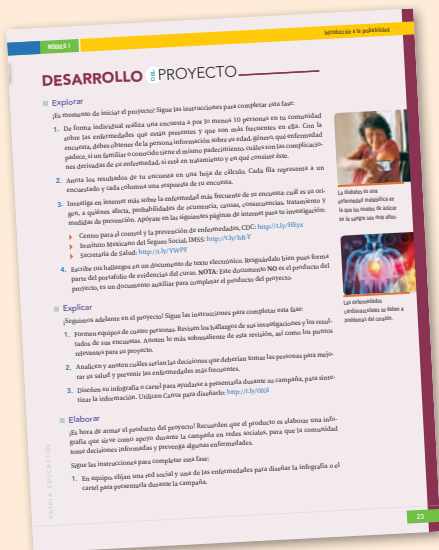 MÓDULO 1
Introducción a la probabilidad
DESARROLLO DEL PROYECTO
Explorar
¡Es momento de iniciar el proyecto! Sigue las instrucciones para completar esta fase:
1. De forma individual realiza una encuesta a por lo menos 10 personas en tu comunidad
sobre las enfermedades que están presentes y que son más frecuentes en ella. Con la
encuesta, debes obtener de la persona información sobre su edad, género, qué enfermedad
padece, si un familiar o conocido tiene el mismo padecimiento, cuáles son las complicacio-
nes derivadas de su enfermedad, si está en tratamiento y en qué consiste éste.
2. Anota los resultados de tu encuesta en una hoja de cálculo. Cada fila representa a un
encuestado y cada columna una respuesta de tu encuesta.
3. Investiga en internet más sobre la enfermedad más frecuente de su encuesta: cuál es su ori-
gen, a quiénes afecta, probabilidades de ocurrencia, causas, consecuencias, tratamiento y
medidas de prevención. Apóyate en las siguientes páginas de internet para tu investigación:
Centro para el control y la prevención de enfermedades, CDC:
Instituto Mexicano del Seguro Social, IMSS: http://t.ly/hR-Y
Secretaría de Salud: http://t.ly/YWPF
4. Escribe tus hallazgos en un documento de texto electrónico. Resguárdalo bien pues forma
parte del portafolio de evidencias del curso. NOTA: Este documento NO es el producto del
proyecto, es un documento auxiliar para completar el producto del proyecto.
La diabetes es una
enfermedad metabólica en
la que los niveles de azúcar
en la sangre son muy altos.
Las enfermedades
cardiovasculares se deben a
problemas del corazón.
Explicar
¡Seguimos adelante en el proyecto! Sigue las instrucciones para completar esta fase:
1. Formen equipos de cuatro personas. Revisen los hallazgos de sus investigaciones y los resul-
tados de sus encuestas. Anoten lo más sobresaliente de esta revisión, así como los puntos
relevantes para su proyecto.
2. Analicen y anoten cuáles serían las decisiones que deberían tomar las personas para mejo-
rar su salud y prevenir las enfermedades más frecuentes.
3. Diseñen su infografía o cartel para ayudarse a presentarla durante su campaña, para sinte-
tizar la información. Utilicen Canva para diseñarlo:
Elaborar
¡Es hora de armar el producto del proyecto! Recuerden que el producto es elaborar una info-
grafía que sirve como apoyo durante la campaña en redes sociales, para que la comunidad
tome decisiones informadas y prevenga algunas enfermedades.
Sigue las instrucciones para completar esta fase:
1. En equipo, elijan una red social y una de las enfermedades para diseñar la infografía o el
cartel para presentarla durante la campaña.
PATRIA EDUCACIÓN
23